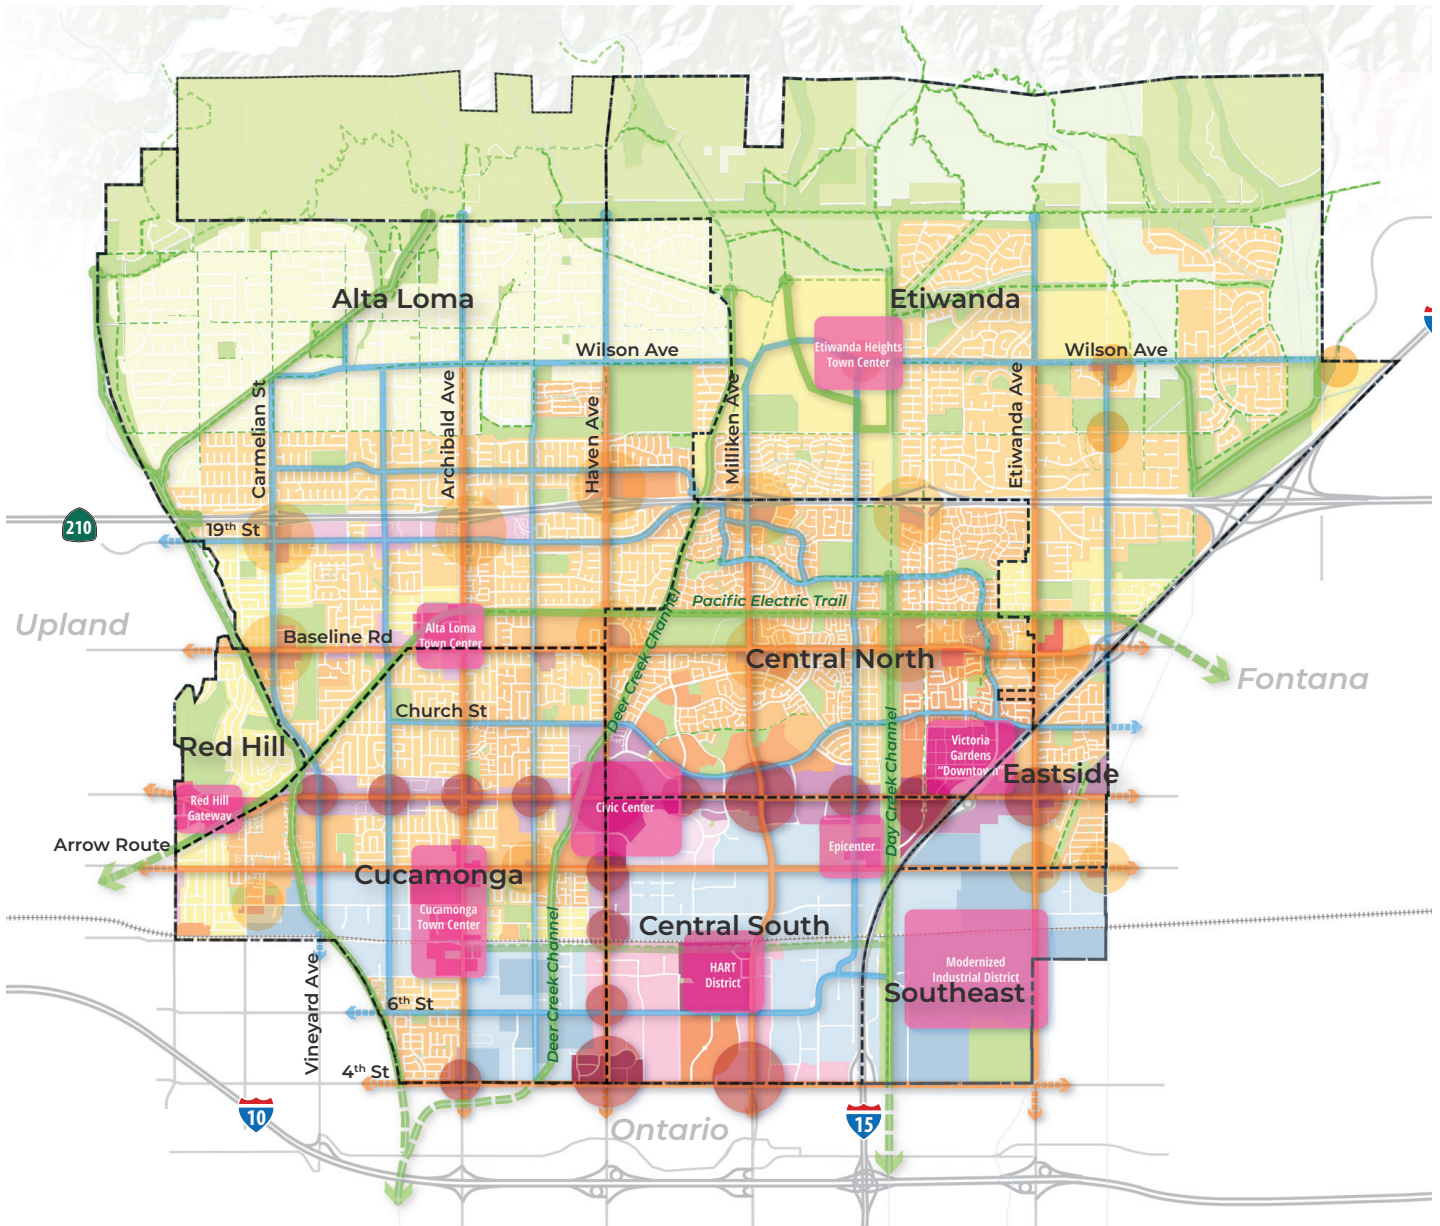 Alta Loma
Etiwanda
Etiwanda Heights
Town Center
Wilson Ave
Wilson Ave
Carmelian St
Archibald Ave
Haven Ave
Milliken Ave
Etiwanda Ave
210
19th St
Upland
Pacific Electric Trail
Alta Loma
Town Center
Baseline Rd
Deer Creek Channel
Central North
Fontana
Church St
Red Hill
Victoria
Gardens
"Downtown"
Eastside
Day Creek Channel
Red Hill
Gateway
Civic Center
Arrow Route
Epicenter
Cucamonga
Cucamonga
Town Center
Central South
Deer Creek Channel
HART
District
Modernized
Industrial District
Southeast
Vineyard Ave
6th St
4th St
10
15
Ontario